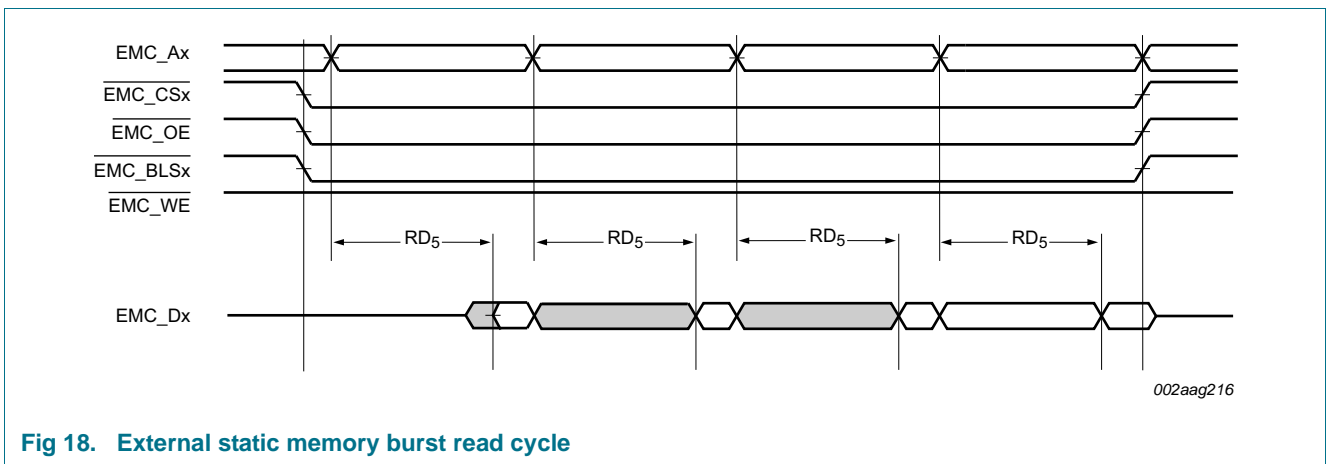 EMC_Ax
EMC_CSx
EMC_OE
EMC_BLSx
EMC_WE
RD5 RD5 RD5 RD5
EMC_Dx
002aag216
Fig 18. External static memory burst read cycle